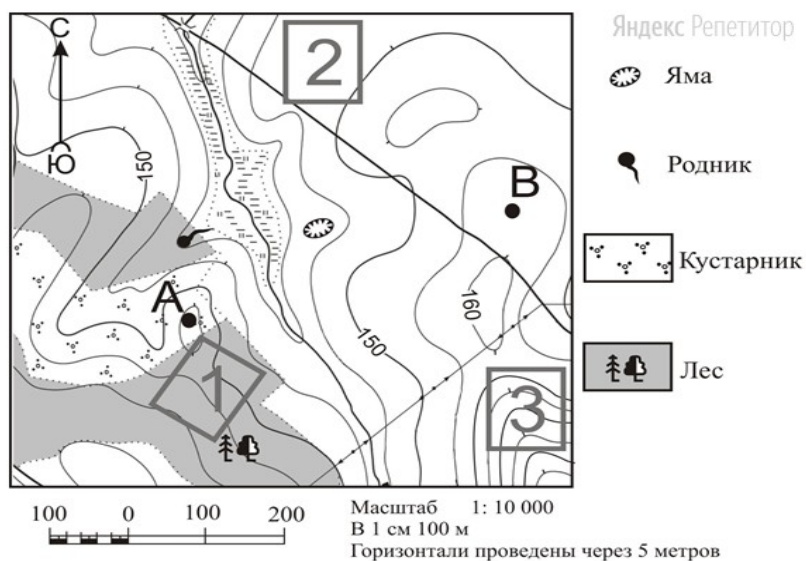 Яндекс Репетитор
С
Ю
150
2
В
А
160
150
1
3
Яма
Родник
Кустарник
Лес
100 0 100 200
Масштаб 1: 10 000
В 1 см 100 м
Горизонтали проведены через 5 метров